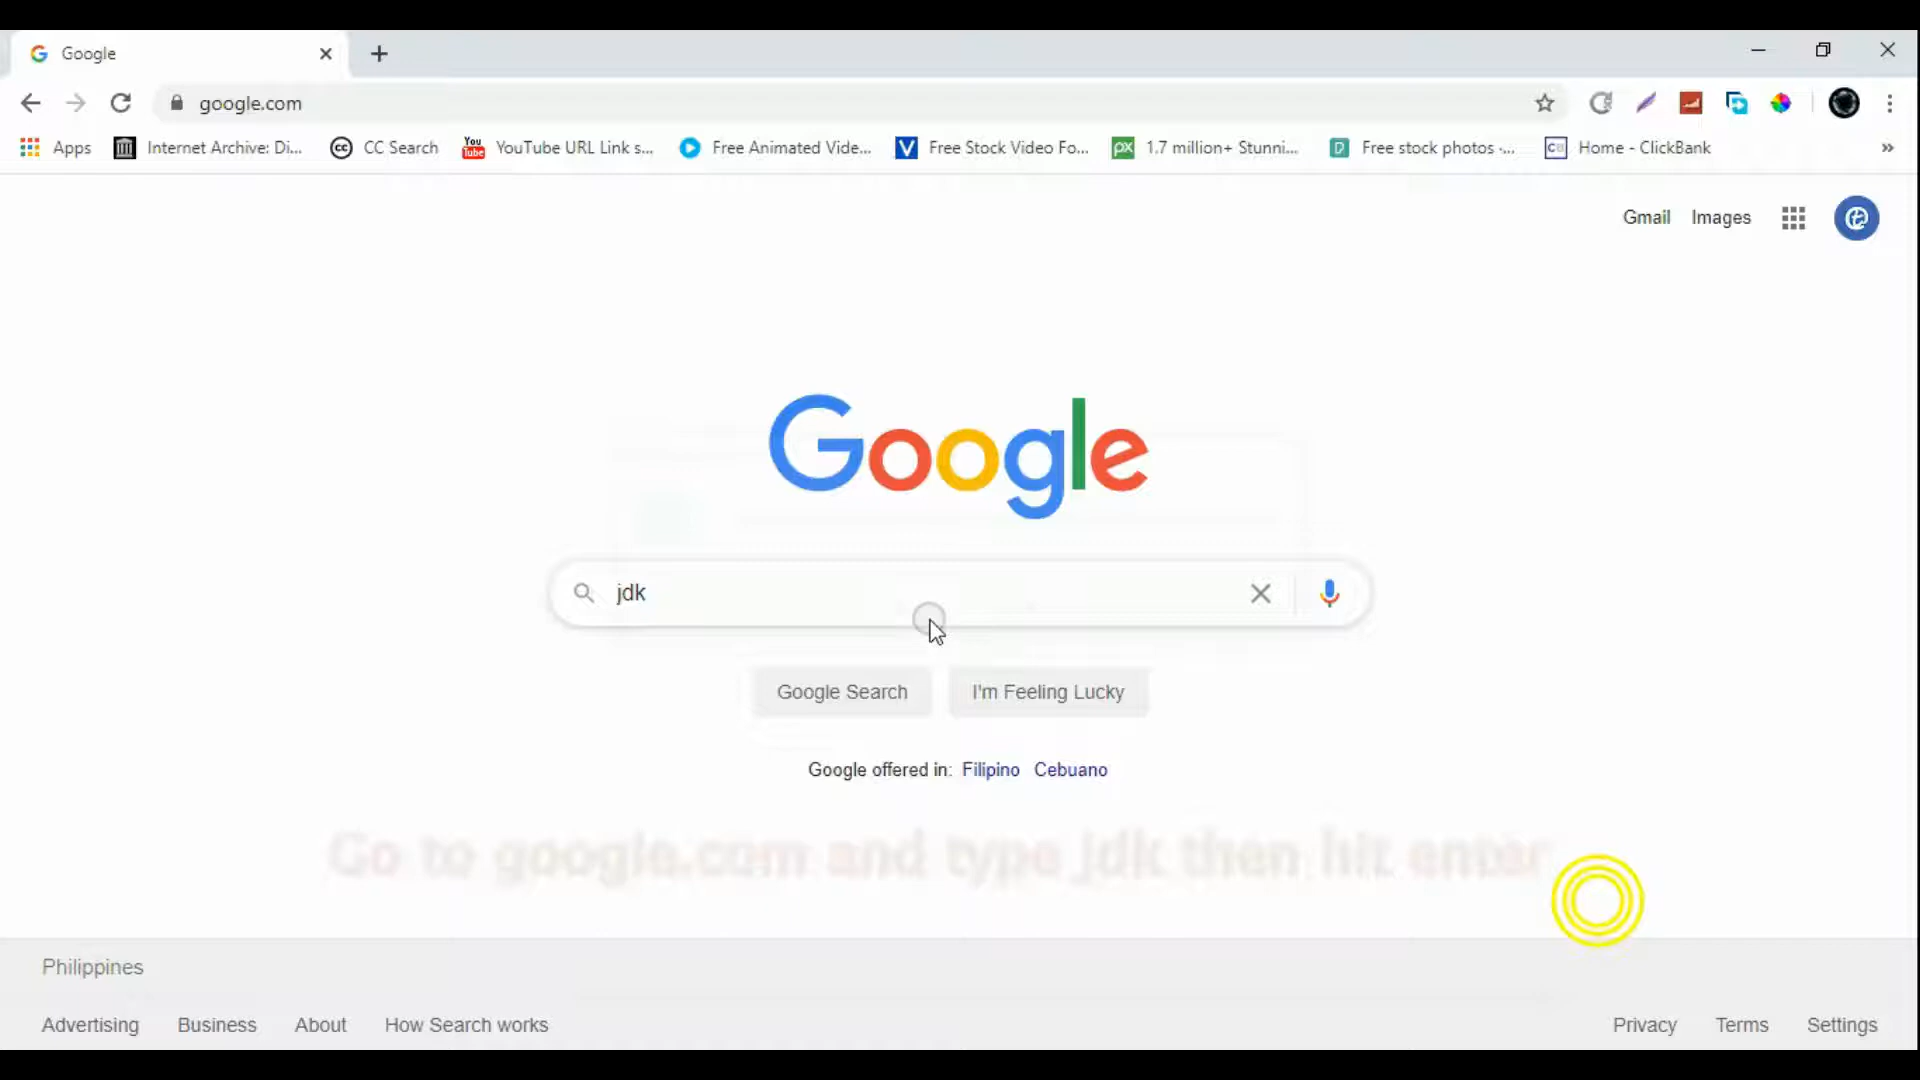 Google
google.com
Apps Internet Archive: Di... CC Search YouTube URL Link s... Free Animated Vide... Free Stock Video Fo... 1.7 million+ Stunni... Free stock photos -... Home - ClickBank »
Gmail Images
Google
jdk
Google Search I'm Feeling Lucky
Google offered in: Filipino Cebuano
Go to google.com and type jdk then hit enter
Philippines
Advertising Business About How Search works Privacy Terms Settings